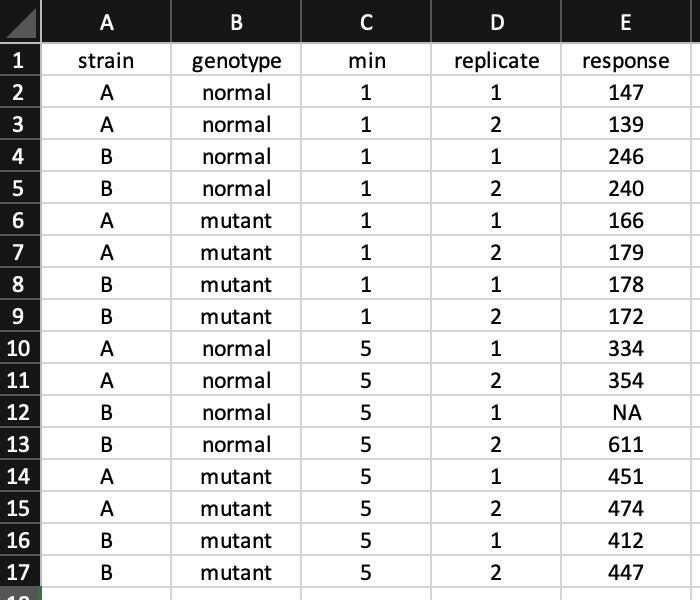 A B C D E
1 strain genotype min replicate response
2 A normal 1 1 147
3 A normal 1 2 139
4 B normal 1 1 246
5 B normal 1 2 240
6 A mutant 1 1 166
7 A mutant 1 2 179
8 B mutant 1 1 178
9 B mutant 1 2 172
10 A normal 5 1 334
11 A normal 5 2 354
12 B normal 5 1 NA
13 B normal 5 2 611
14 A mutant 5 1 451
15 A mutant 5 2 474
16 B mutant 5 1 412
17 B mutant 5 2 447